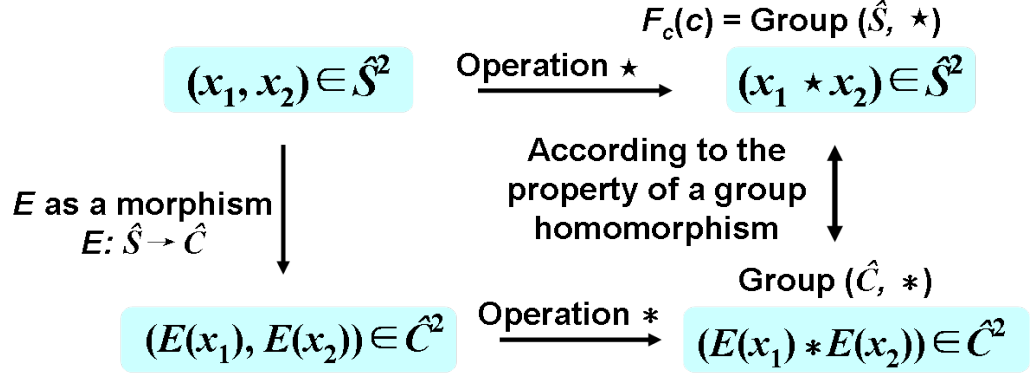 F_c(c) = Group (Ŝ, ⋆)
(x₁, x₂) ∈ Ŝ²
Operation ⋆
(x₁ ⋆ x₂) ∈ Ŝ²
E as a morphism
E: Ŝ → Ĉ
According to the
property of a group
homomorphism
Group (Ĉ, ∗)
(E(x₁), E(x₂)) ∈ Ĉ²
Operation ∗
(E(x₁) ∗ E(x₂)) ∈ Ĉ²